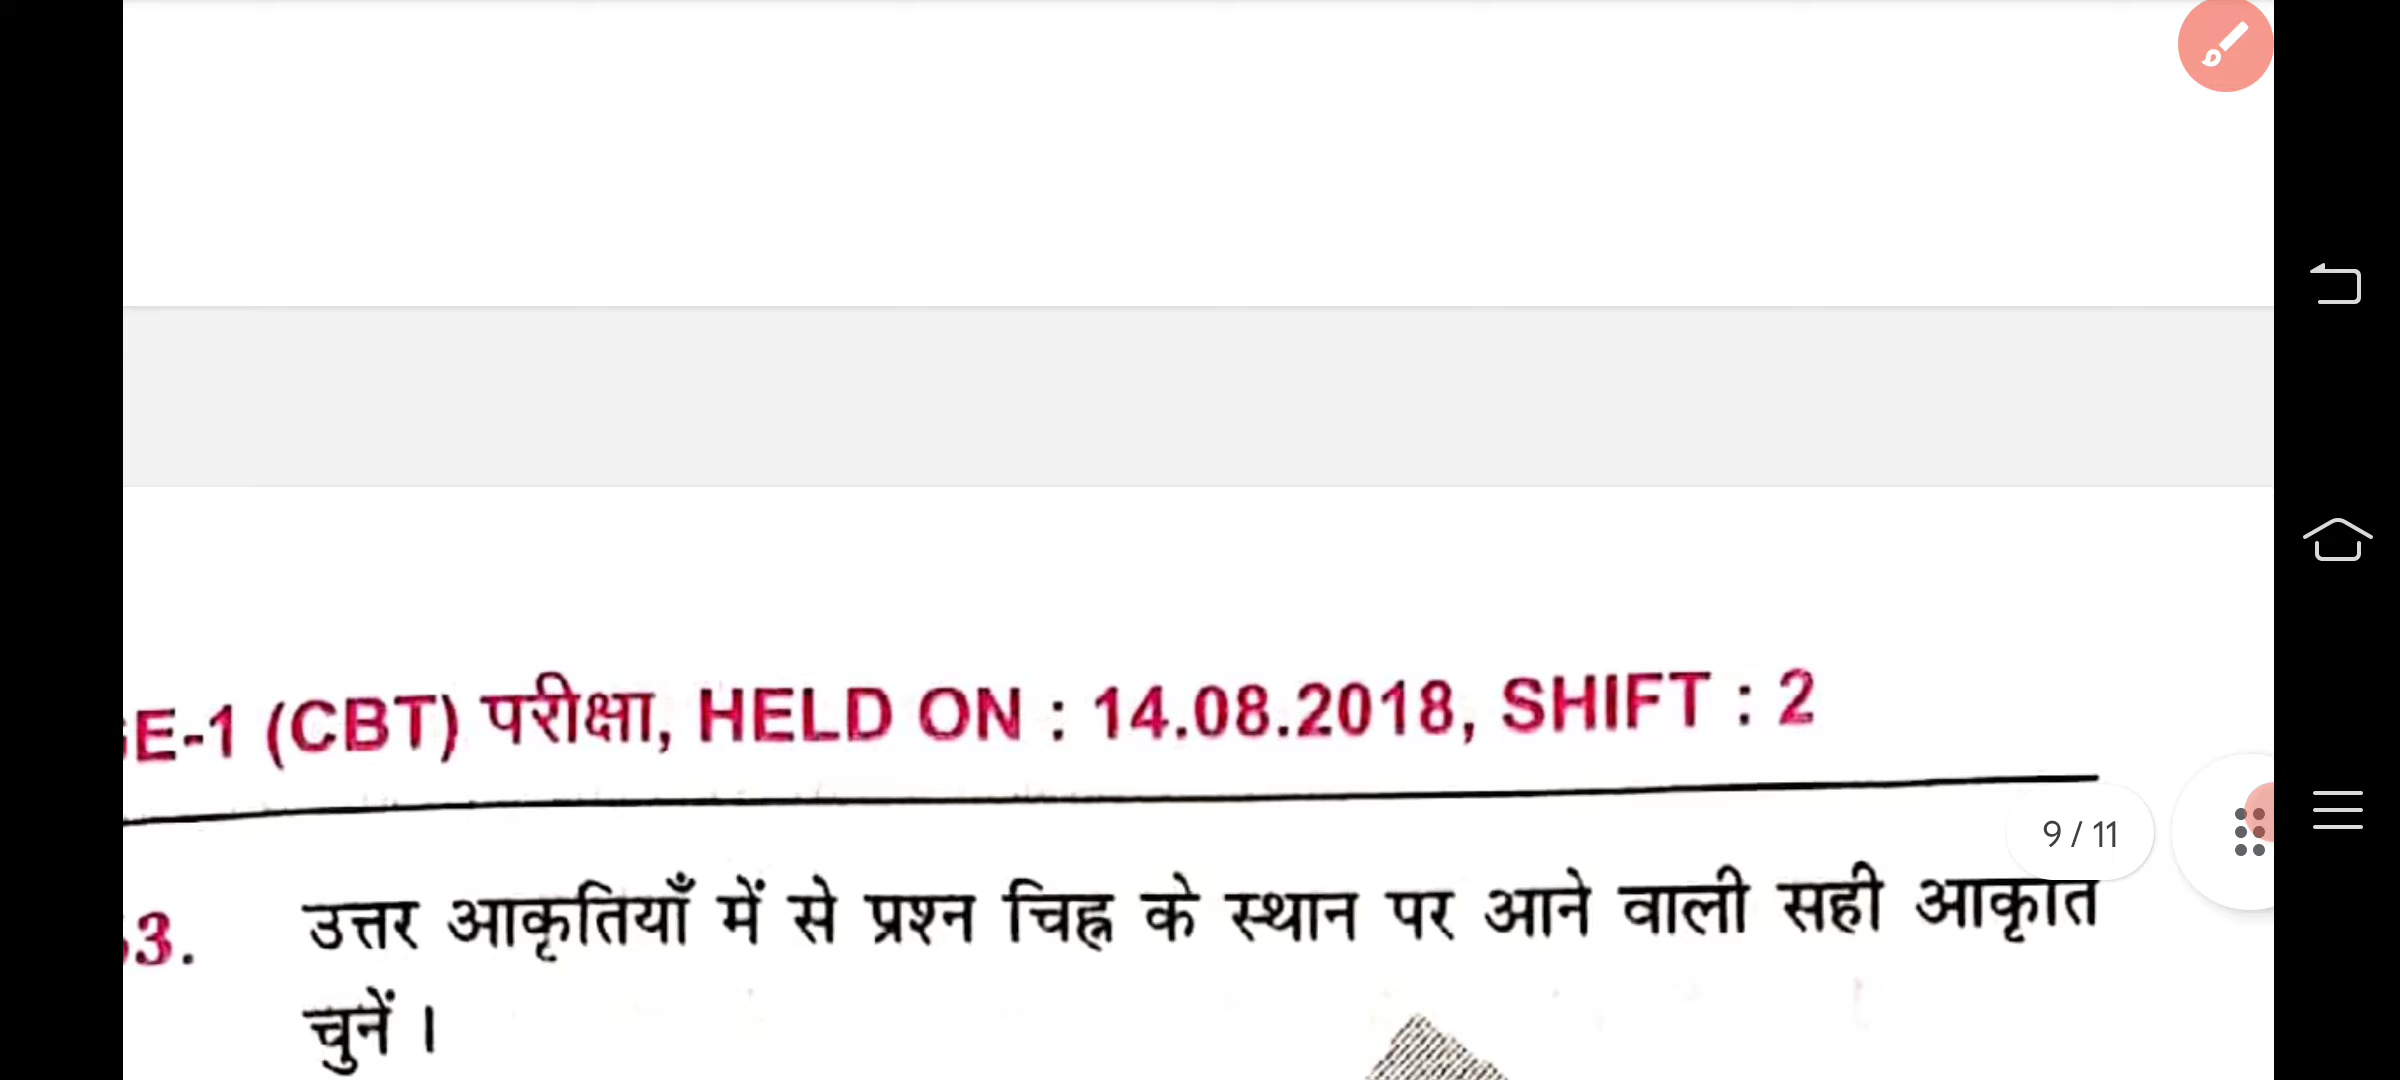 E-1 (CBT) परीक्षा, HELD ON : 14.08.2018, SHIFT : 2
9 / 11
3. उत्तर आकृतियाँ में से प्रश्न चिह्न के स्थान पर आने वाली सही आकृति
चुनें ।